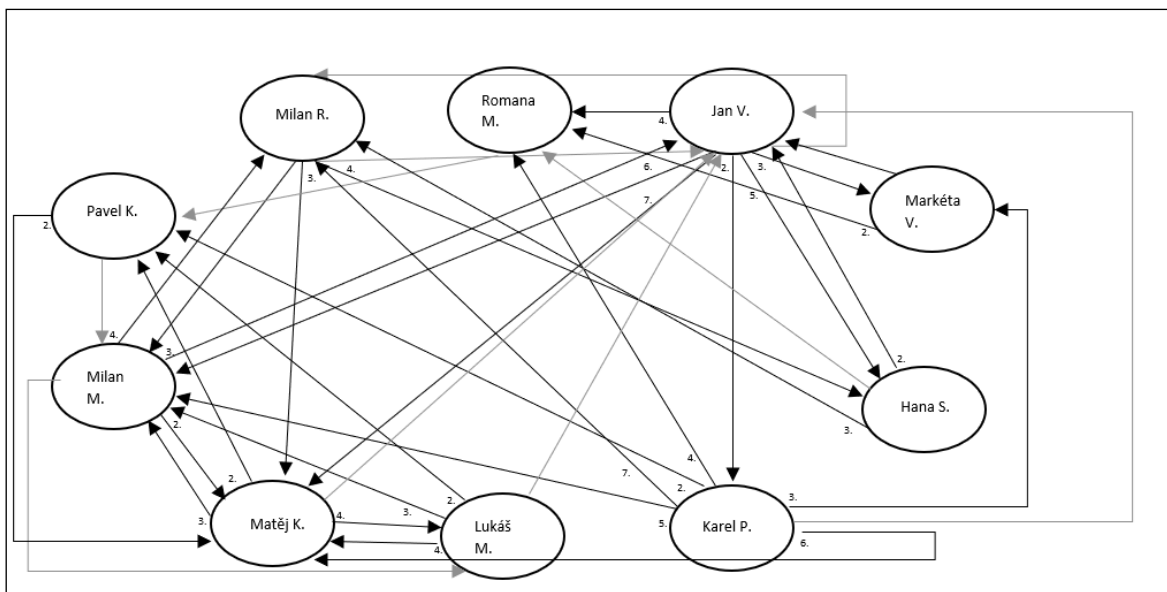 Milan R.
Romana
M.
Jan V.
4.
4.
3.
6.
2.
3.
7.
5.
Markéta
V.
2.
Pavel K.
2.
4.
3.
Milan
M.
2.
2.
Hana S.
3.
2.
3.
Matěj K.
4.
3.
2.
4.
Lukáš
M.
4.
7.
2.
5.
Karel P.
3.
6.